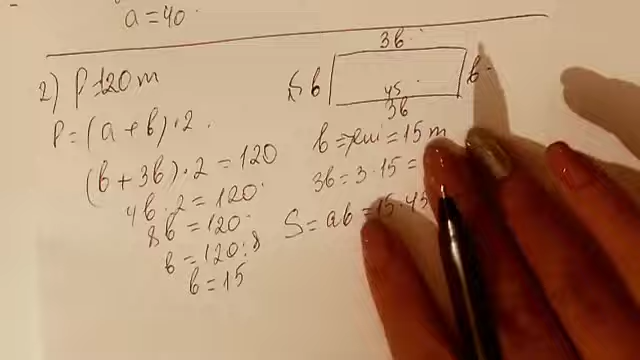 a = 40
2) P = 120 m
P = (a + b) · 2
(b + 3b) · 2 = 120
4b · 2 = 120
8b = 120
b = 120 : 8
b = 15
3b
b
b
45
3b
b = = 15 m
3b = 3 · 15 =
S = ab = 15 · 45